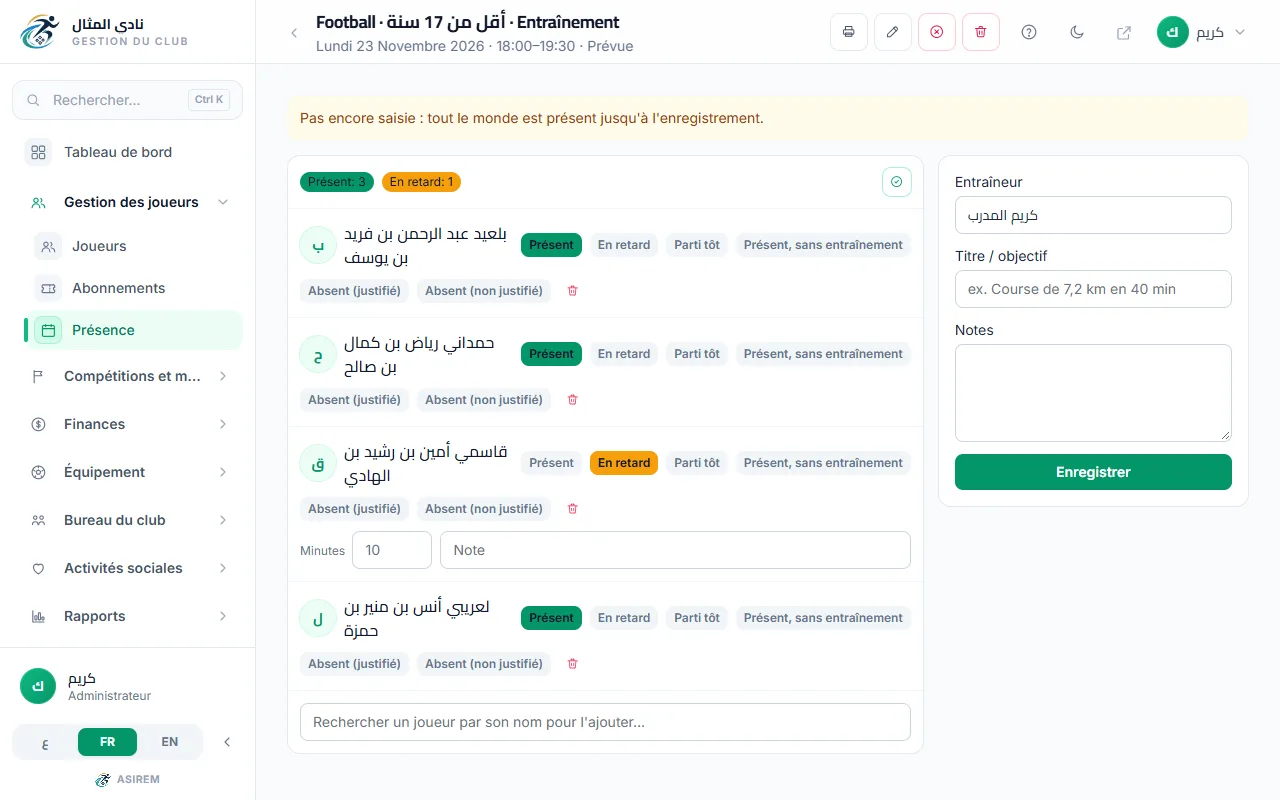 نادي المثال
GESTION DU CLUB
Rechercher...
Ctrl K
Tableau de bord
Gestion des joueurs
Joueurs
Abonnements
Présence
Compétitions et m...
Finances
Équipement
Bureau du club
Activités sociales
Rapports
كريم
Administrateur
ع
FR
EN
ASIREM
Football · أقل من 17 سنة · Entraînement
Lundi 23 Novembre 2026 · 18:00–19:30 · Prévue
ك
كريم
Pas encore saisie : tout le monde est présent jusqu'à l'enregistrement.
Présent: 3
En retard: 1
ب
بلعيد عبد الرحمن بن فريد
بن يوسف
Présent
En retard
Parti tôt
Présent, sans entraînement
Absent (justifié)
Absent (non justifié)
ح
حمداني رياض بن كمال
بن صالح
Présent
En retard
Parti tôt
Présent, sans entraînement
Absent (justifié)
Absent (non justifié)
ق
قاسمي أمين بن رشيد بن
الهادي
Présent
En retard
Parti tôt
Présent, sans entraînement
Absent (justifié)
Absent (non justifié)
Minutes
10
Note
ل
لعريبي أنس بن منير بن
حمزة
Présent
En retard
Parti tôt
Présent, sans entraînement
Absent (justifié)
Absent (non justifié)
Rechercher un joueur par son nom pour l'ajouter...
Entraîneur
كريم المدرب
Titre / objectif
ex. Course de 7,2 km en 40 min
Notes
Enregistrer
ك